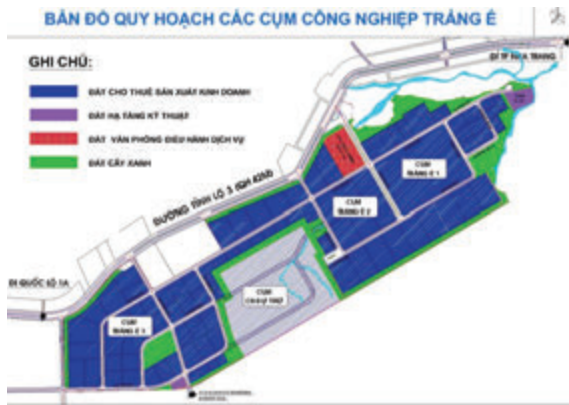 BẢN ĐỒ QUY HOẠCH CÁC CỤM CÔNG NGHIỆP TRẢNG É
GHI CHÚ:
ĐẤT CHO THUÊ SẢN XUẤT KINH DOANH
ĐẤT HẠ TẦNG KỸ THUẬT
ĐẤT VĂN PHÒNG ĐIỀU HÀNH DỊCH VỤ
ĐẤT CÂY XANH
ĐI TP NHA TRANG
ĐƯỜNG TỈNH LỘ 3
CỤM
TRẢNG É 1
CỤM
TRẢNG É 2
ĐI QUỐC LỘ 1A
CỤM
CỤM
TRẢNG É 3